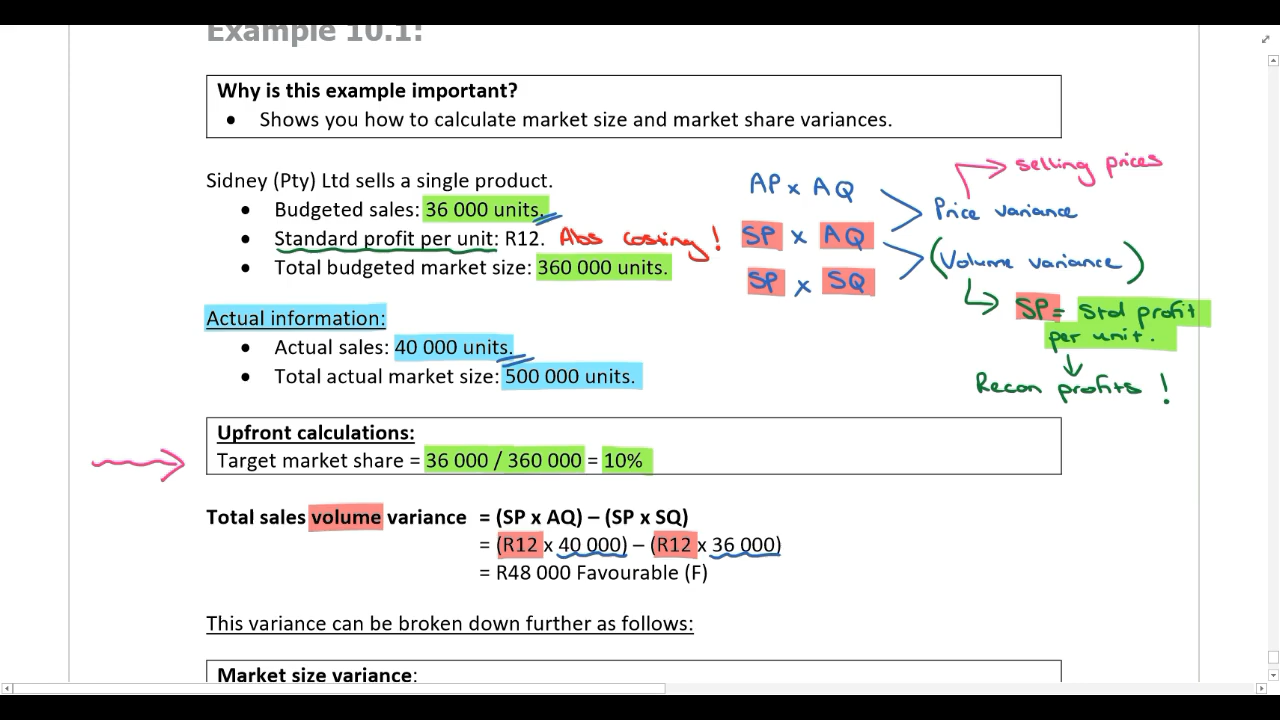 Example 10.1:
Why is this example important?
• Shows you how to calculate market size and market share variances.
Sidney (Pty) Ltd sells a single product.
• Budgeted sales: 36 000 units.
• Standard profit per unit: R12. Abs costing!
• Total budgeted market size: 360 000 units.
AP x AQ
SP x AQ
SP x SQ
selling prices
Price variance
(Volume variance)
SP = Std profit
per unit.
Recon profits !
Actual information:
• Actual sales: 40 000 units.
• Total actual market size: 500 000 units.
Upfront calculations:
Target market share = 36 000 / 360 000 = 10%
Total sales volume variance = (SP x AQ) – (SP x SQ)
= (R12 x 40 000) – (R12 x 36 000)
= R48 000 Favourable (F)
This variance can be broken down further as follows:
Market size variance: